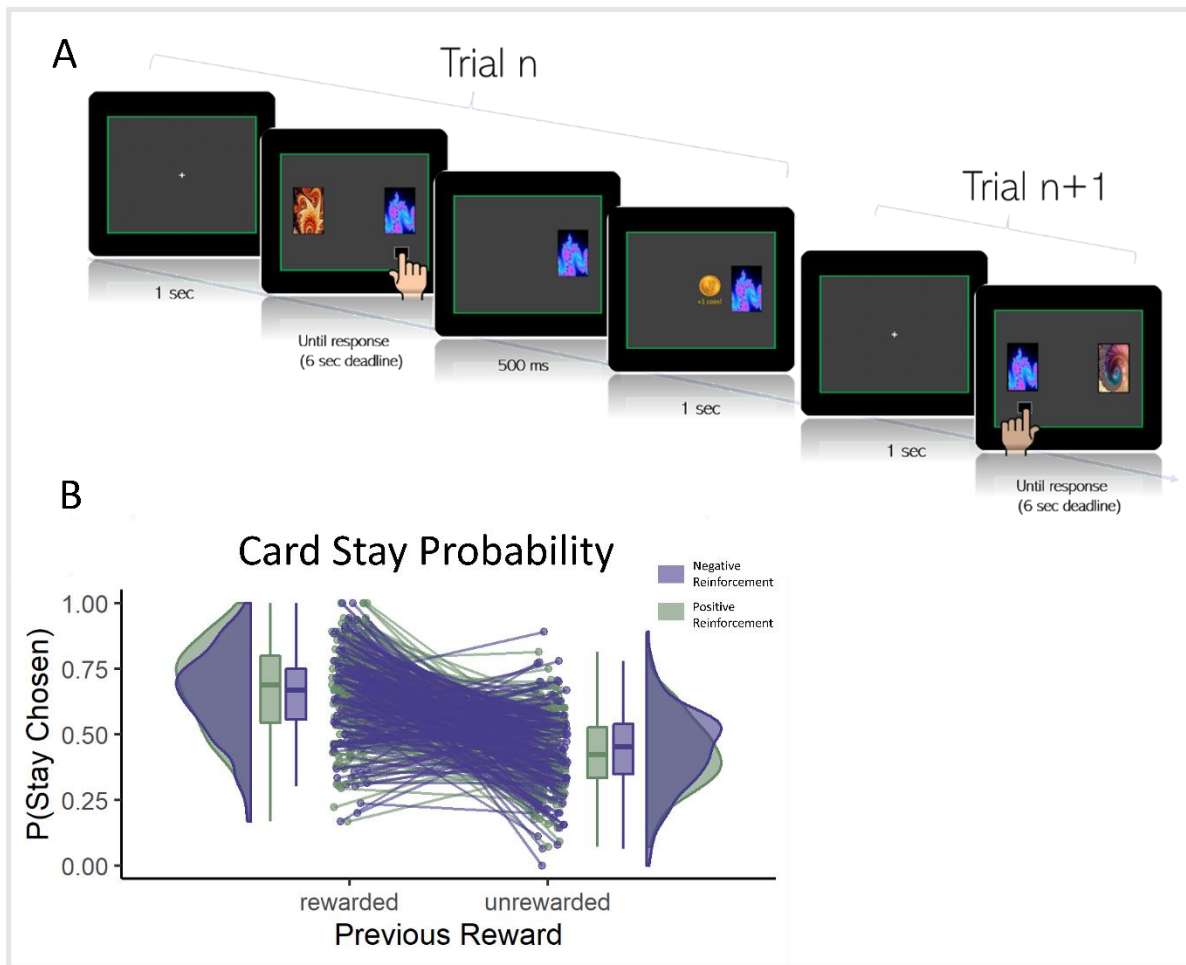 A
Trial n
Trial n+1
+1 coin!
1 sec
Until response
(6 sec deadline)
500 ms
1 sec
1 sec
Until response
(6 sec deadline)
B
Card Stay Probability
Negative
Reinforcement
Positive
Reinforcement
P(Stay Chosen)
1.00
0.75
0.50
0.25
0.00
rewarded
unrewarded
Previous Reward